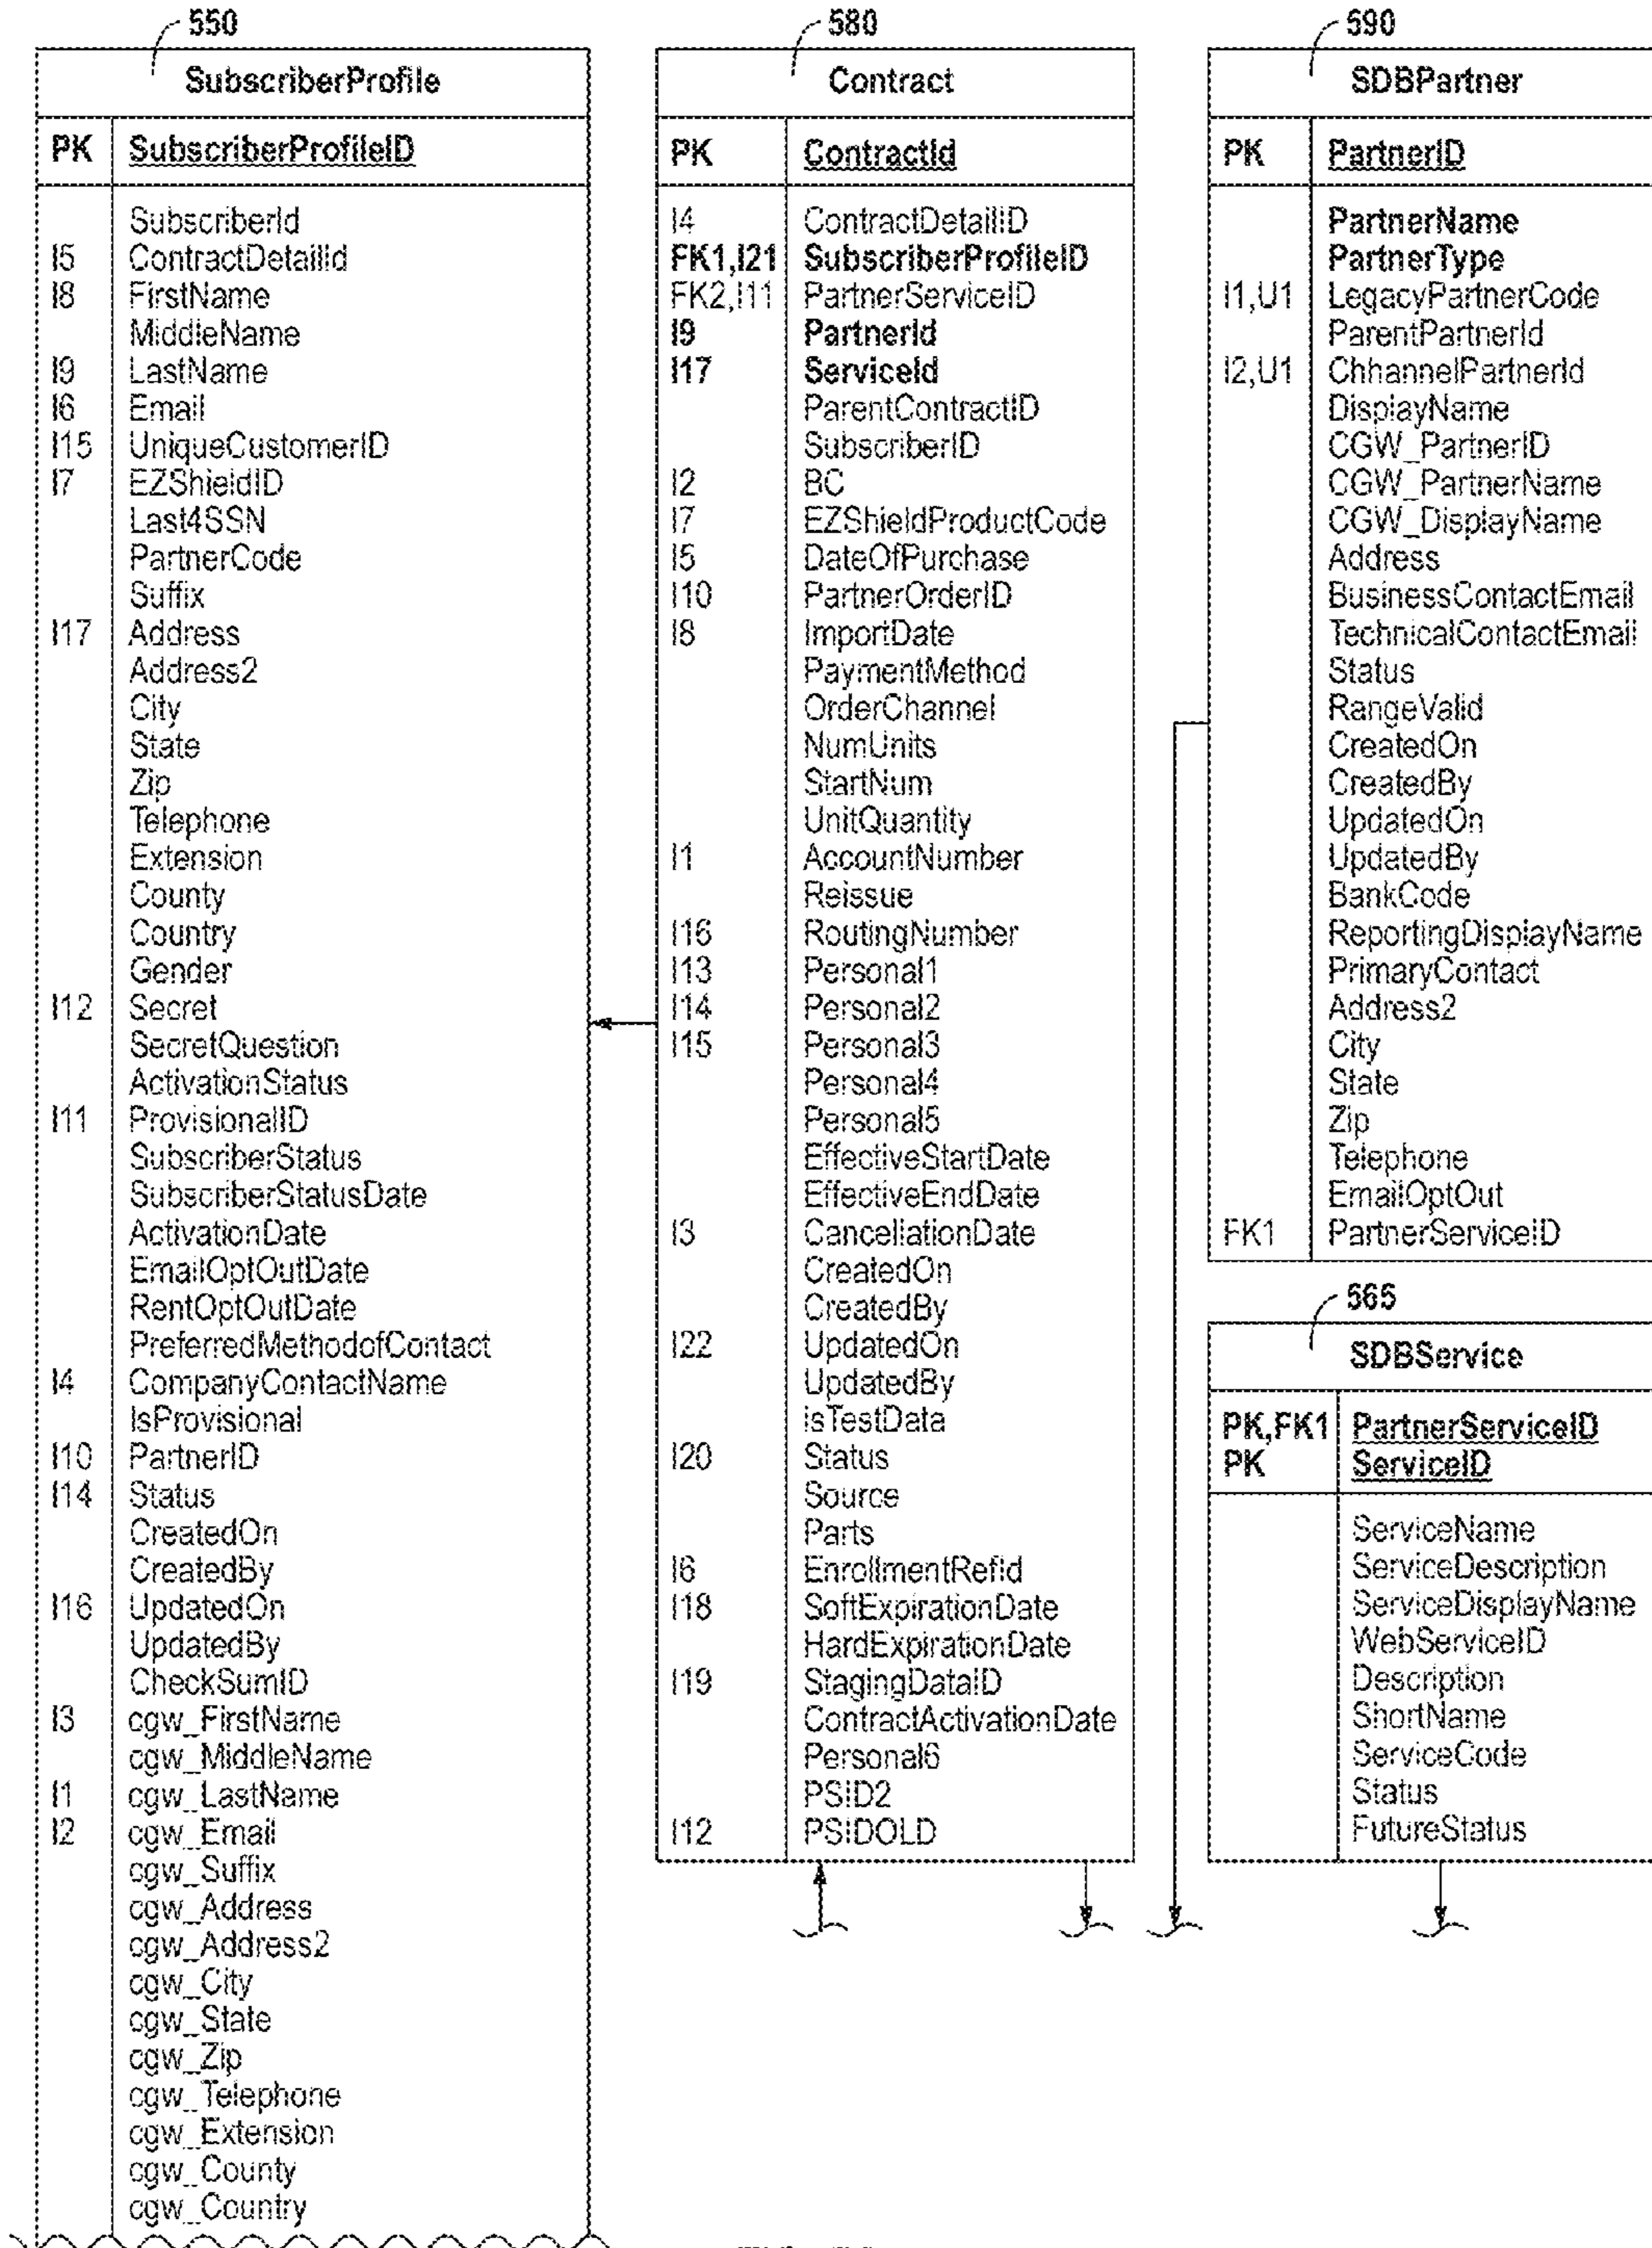 550
SubscriberProfile
PK SubscriberProfileID
SubscriberId
I5 ContractDetailId
I8 FirstName
MiddleName
I9 LastName
I6 Email
I15 UniqueCustomerID
I7 EZShieldID
Last4SSN
PartnerCode
Suffix
I17 Address
Address2
City
State
Zip
Telephone
Extension
County
Country
Gender
I12 Secret
SecretQuestion
ActivationStatus
I11 ProvisionalID
SubscriberStatus
SubscriberStatusDate
ActivationDate
EmailOptOutDate
RentOptOutDate
PreferredMethodofContact
I4 CompanyContactName
IsProvisional
I10 PartnerID
I14 Status
CreatedOn
CreatedBy
I16 UpdatedOn
UpdatedBy
CheckSumID
I3 cgw_FirstName
cgw_MiddleName
I1 cgw_LastName
I2 cgw_Email
cgw_Suffix
cgw_Address
cgw_Address2
cgw_City
cgw_State
cgw_Zip
cgw_Telephone
cgw_Extension
cgw_County
cgw_Country
580
Contract
PK ContractId
I4 ContractDetailID
FK1,I21 SubscriberProfileID
FK2,I11 PartnerServiceID
I9 PartnerId
I17 ServiceId
ParentContractID
SubscriberID
I2 BC
I7 EZShieldProductCode
I5 DateOfPurchase
I10 PartnerOrderID
I8 ImportDate
PaymentMethod
OrderChannel
NumUnits
StartNum
UnitQuantity
I1 AccountNumber
Reissue
I16 RoutingNumber
I13 Personal1
I14 Personal2
I15 Personal3
Personal4
Personal5
EffectiveStartDate
EffectiveEndDate
I3 CancellationDate
CreatedOn
CreatedBy
I22 UpdatedOn
UpdatedBy
isTestData
I20 Status
Source
Parts
I6 EnrollmentRefId
I18 SoftExpirationDate
HardExpirationDate
I19 StagingDataID
ContractActivationDate
Personal6
PSID2
I12 PSIDOLD
590
SDBPartner
PK PartnerID
PartnerName
PartnerType
I1,U1 LegacyPartnerCode
ParentPartnerId
I2,U1 ChhannelPartnerId
DisplayName
CGW_PartnerID
CGW_PartnerName
CGW_DisplayName
Address
BusinessContactEmail
TechnicalContactEmail
Status
RangeValid
CreatedOn
CreatedBy
UpdatedOn
UpdatedBy
BankCode
ReportingDisplayName
PrimaryContact
Address2
City
State
Zip
Telephone
EmailOptOut
FK1 PartnerServiceID
565
SDBService
PK,FK1 PartnerServiceID
PK ServiceID
ServiceName
ServiceDescription
ServiceDisplayName
WebServiceID
Description
ShortName
ServiceCode
Status
FutureStatus